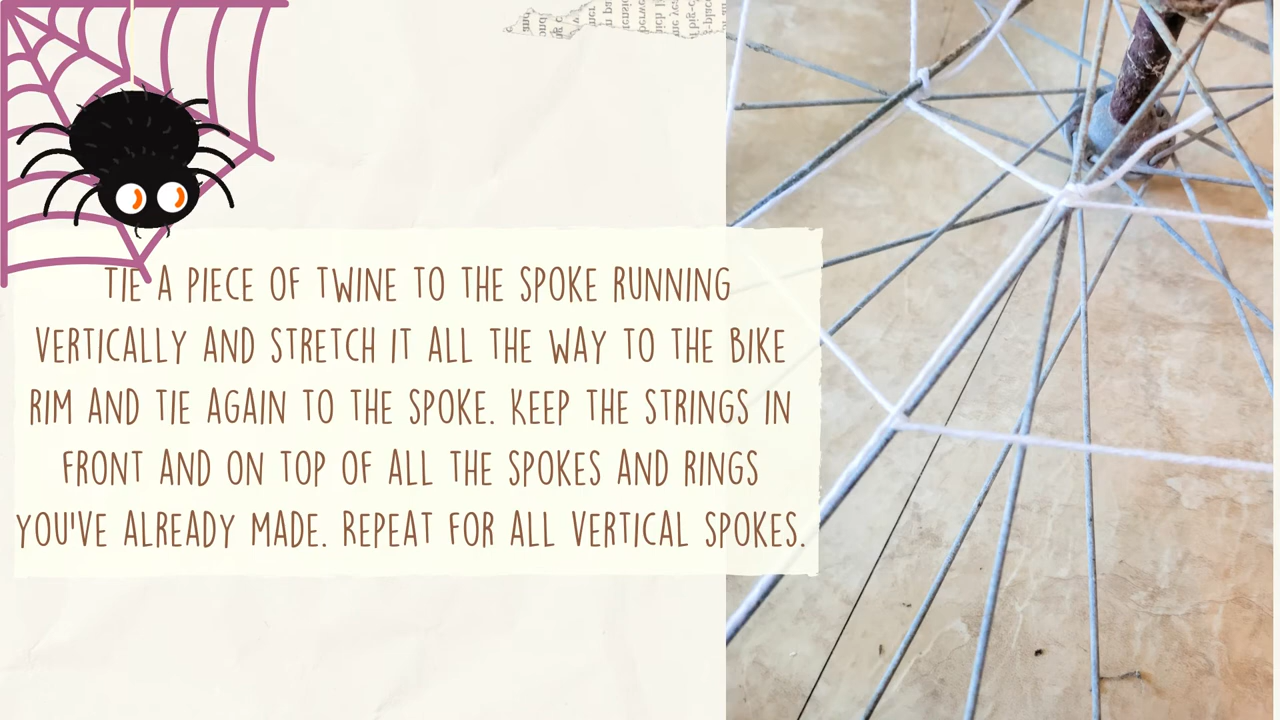 TIE A PIECE OF TWINE TO THE SPOKE RUNNING
VERTICALLY AND STRETCH IT ALL THE WAY TO THE BIKE
RIM AND TIE AGAIN TO THE SPOKE. KEEP THE STRINGS IN
FRONT AND ON TOP OF ALL THE SPOKES AND RINGS
YOU'VE ALREADY MADE. REPEAT FOR ALL VERTICAL SPOKES.